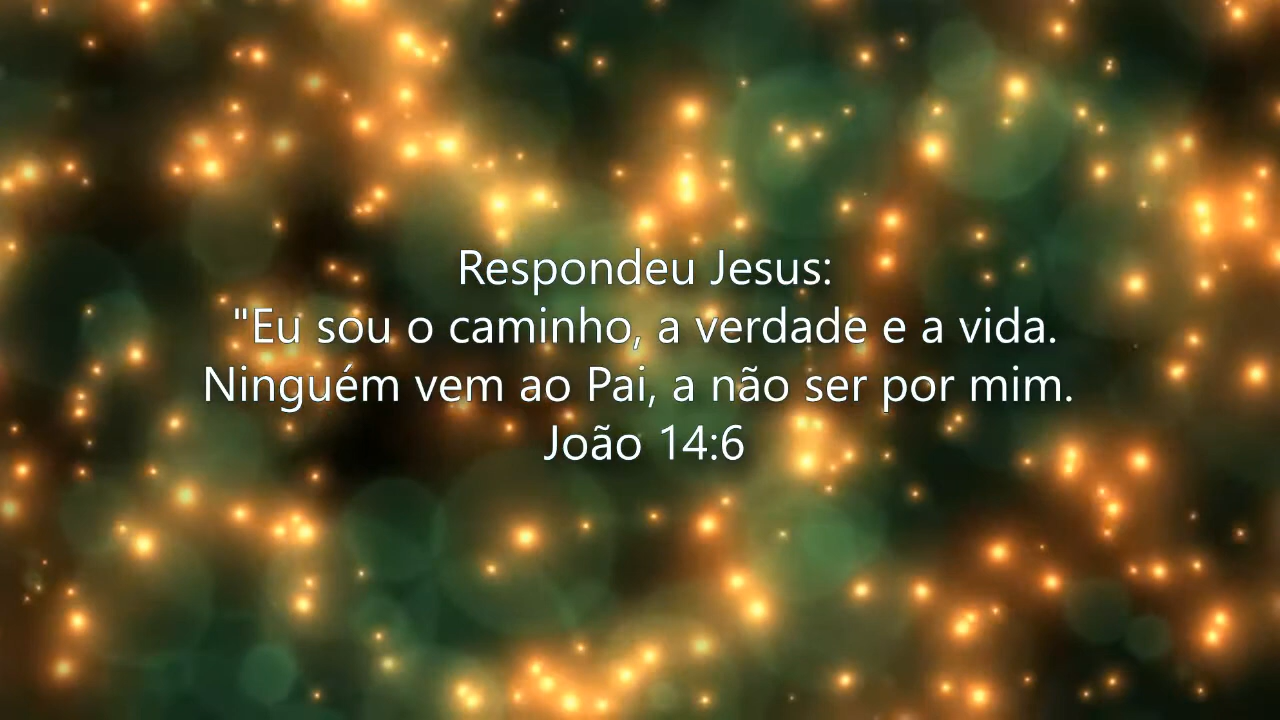 Respondeu Jesus:
"Eu sou o caminho, a verdade e a vida.
Ninguém vem ao Pai, a não ser por mim.
João 14:6